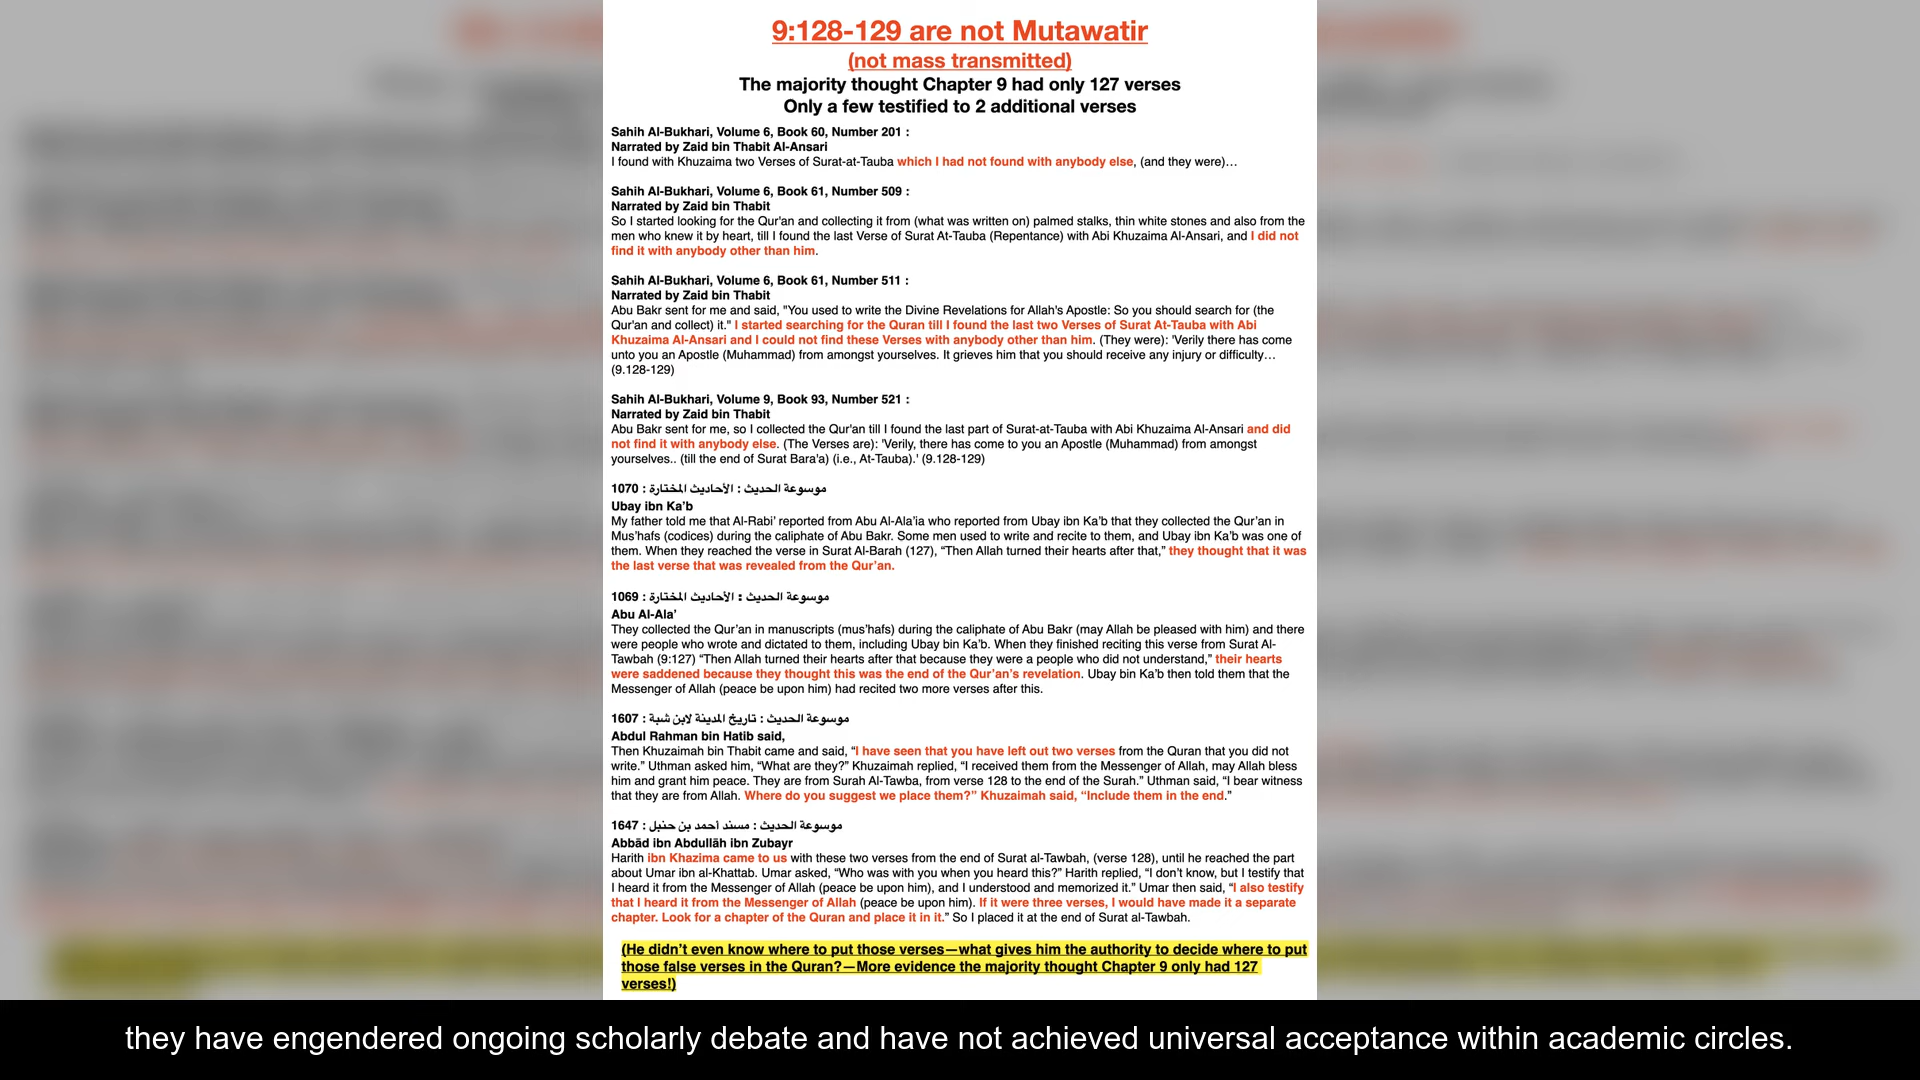 9:128-129 are not Mutawatir
(not mass transmitted)
The majority thought Chapter 9 had only 127 verses
Only a few testified to 2 additional verses
Sahih Al-Bukhari, Volume 6, Book 60, Number 201 :
Narrated by Zaid bin Thabit Al-Ansari
I found with Khuzaima two Verses of Surat-at-Tauba which I had not found with anybody else, (and they were)…
Sahih Al-Bukhari, Volume 6, Book 61, Number 509 :
Narrated by Zaid bin Thabit
So I started looking for the Qur'an and collecting it from (what was written on) palmed stalks, thin white stones and also from the
men who knew it by heart, till I found the last Verse of Surat At-Tauba (Repentance) with Abi Khuzaima Al-Ansari, and I did not
find it with anybody other than him.
Sahih Al-Bukhari, Volume 6, Book 61, Number 511 :
Narrated by Zaid bin Thabit
Abu Bakr sent for me and said, "You used to write the Divine Revelations for Allah's Apostle: So you should search for (the
Qur'an and collect) it." I started searching for the Quran till I found the last two Verses of Surat At-Tauba with Abi
Khuzaima Al-Ansari and I could not find these Verses with anybody other than him. (They were): 'Verily there has come
unto you an Apostle (Muhammad) from amongst yourselves. It grieves him that you should receive any injury or difficulty…
(9.128-129)
Sahih Al-Bukhari, Volume 9, Book 93, Number 521 :
Narrated by Zaid bin Thabit
Abu Bakr sent for me, so I collected the Qur'an till I found the last part of Surat-at-Tauba with Abi Khuzaima Al-Ansari and did
not find it with anybody else. (The Verses are): 'Verily, there has come to you an Apostle (Muhammad) from amongst
yourselves.. (till the end of Surat Bara'a) (i.e., At-Tauba).' (9.128-129)
موسوعة الحديث : الأحاديث المختارة : 1070
Ubay ibn Ka’b
My father told me that Al-Rabi’ reported from Abu Al-Ala’ia who reported from Ubay ibn Ka’b that they collected the Qur’an in
Mus’hafs (codices) during the caliphate of Abu Bakr. Some men used to write and recite to them, and Ubay ibn Ka’b was one of
them. When they reached the verse in Surat Al-Barah (127), “Then Allah turned their hearts after that,” they thought that it was
the last verse that was revealed from the Qur’an.
موسوعة الحديث : الأحاديث المختارة : 1069
Abu Al-Ala’
They collected the Qur’an in manuscripts (mus’hafs) during the caliphate of Abu Bakr (may Allah be pleased with him) and there
were people who wrote and dictated to them, including Ubay bin Ka’b. When they finished reciting this verse from Surat Al-
Tawbah (9:127) “Then Allah turned their hearts after that because they were a people who did not understand,” their hearts
were saddened because they thought this was the end of the Qur’an’s revelation. Ubay bin Ka’b then told them that the
Messenger of Allah (peace be upon him) had recited two more verses after this.
موسوعة الحديث : تاريخ المدينة لابن شبة : 1607
Abdul Rahman bin Hatib said,
Then Khuzaimah bin Thabit came and said, “I have seen that you have left out two verses from the Quran that you did not
write.” Uthman asked him, “What are they?” Khuzaimah replied, “I received them from the Messenger of Allah, may Allah bless
him and grant him peace. They are from Surah Al-Tawba, from verse 128 to the end of the Surah.” Uthman said, “I bear witness
that they are from Allah. Where do you suggest we place them?” Khuzaimah said, “Include them in the end.”
موسوعة الحديث : مسند أحمد بن حنبل : 1647
Abbād ibn Abdullāh ibn Zubayr
Harith ibn Khazima came to us with these two verses from the end of Surat al-Tawbah, (verse 128), until he reached the part
about Umar ibn al-Khattab. Umar asked, “Who was with you when you heard this?” Harith replied, “I don’t know, but I testify that
I heard it from the Messenger of Allah (peace be upon him), and I understood and memorized it.” Umar then said, “I also testify
that I heard it from the Messenger of Allah (peace be upon him). If it were three verses, I would have made it a separate
chapter. Look for a chapter of the Quran and place it in it.” So I placed it at the end of Surat al-Tawbah.
(He didn’t even know where to put those verses—what gives him the authority to decide where to put
those false verses in the Quran?—More evidence the majority thought Chapter 9 only had 127
verses!)
they have engendered ongoing scholarly debate and have not achieved universal acceptance within academic circles.